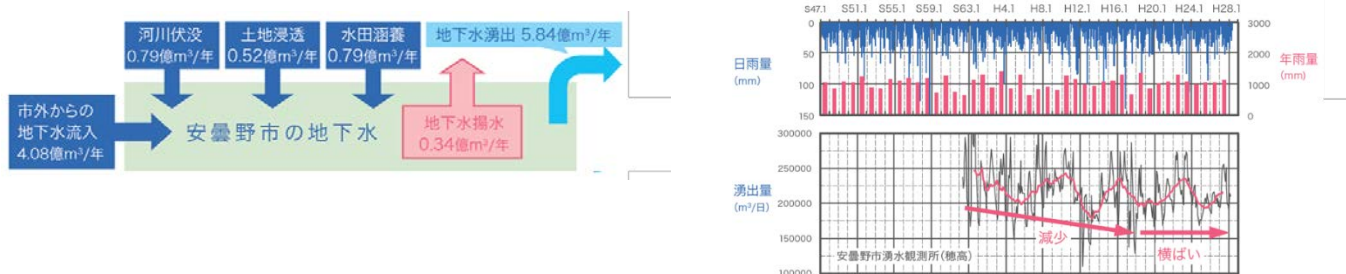 河川伏没
0.79億m³/年
土地浸透
0.52億m³/年
水田涵養
0.79億m³/年
地下水湧出 5.84億m³/年
市外からの
地下水流入
4.08億m³/年
安曇野市の地下水
地下水揚水
0.34億m³/年
S47.1 S51.1 S55.1 S59.1 S63.1 H4.1 H8.1 H12.1 H16.1 H20.1 H24.1 H28.1
0
50
100
150
日雨量
(mm)
3000
2000
1000
0
年雨量
(mm)
300000
250000
200000
150000
100000
湧出量
(m³/日)
減少
横ばい
安曇野市湧水観測所(穂高)